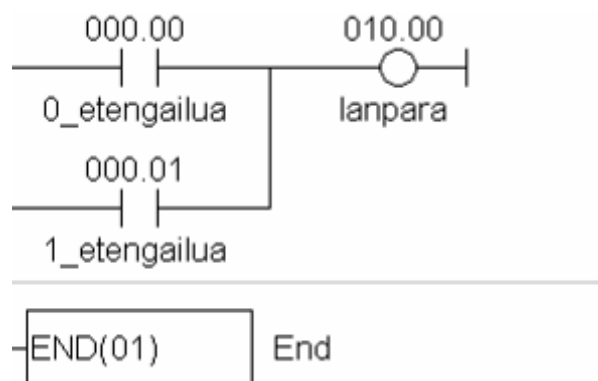 000.00 010.00
0_etengailua lanpara
000.01
1_etengailua
END(01) End